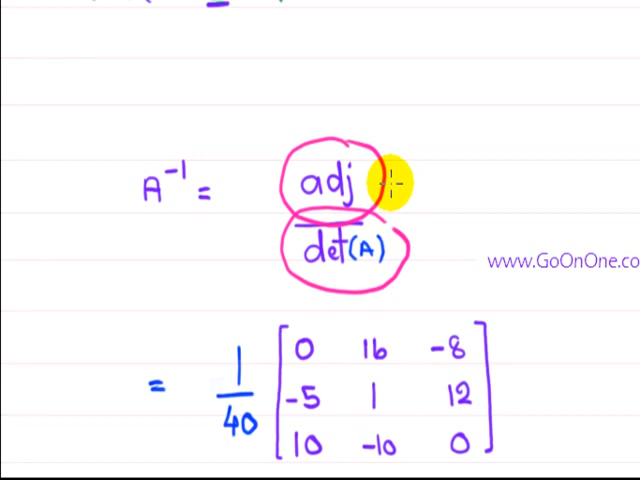 A⁻¹ = adj
det(A)
www.GoOnOne.co
= 1/40 [0 16 -8
-5 1 12
10 -10 0]